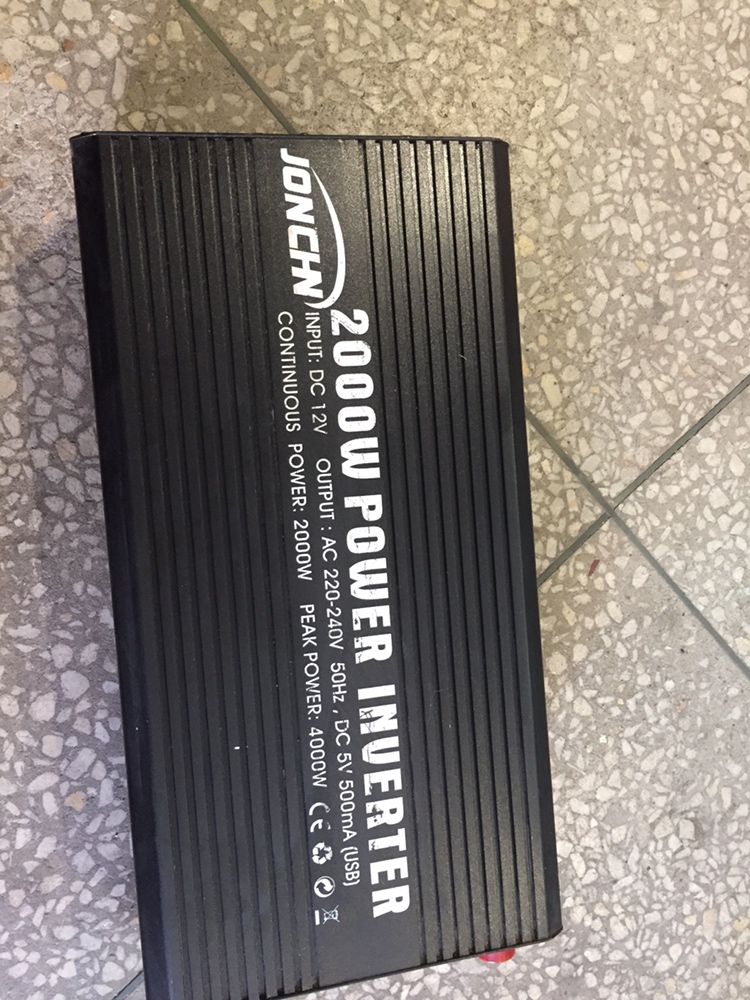 JONCHN
2000W POWER INVERTER
INPUT: DC 12V OUTPUT : AC 220-240V 50Hz , DC 5V 500mA (USB)
CONTINUOUS POWER: 2000W PEAK POWER: 4000W CE